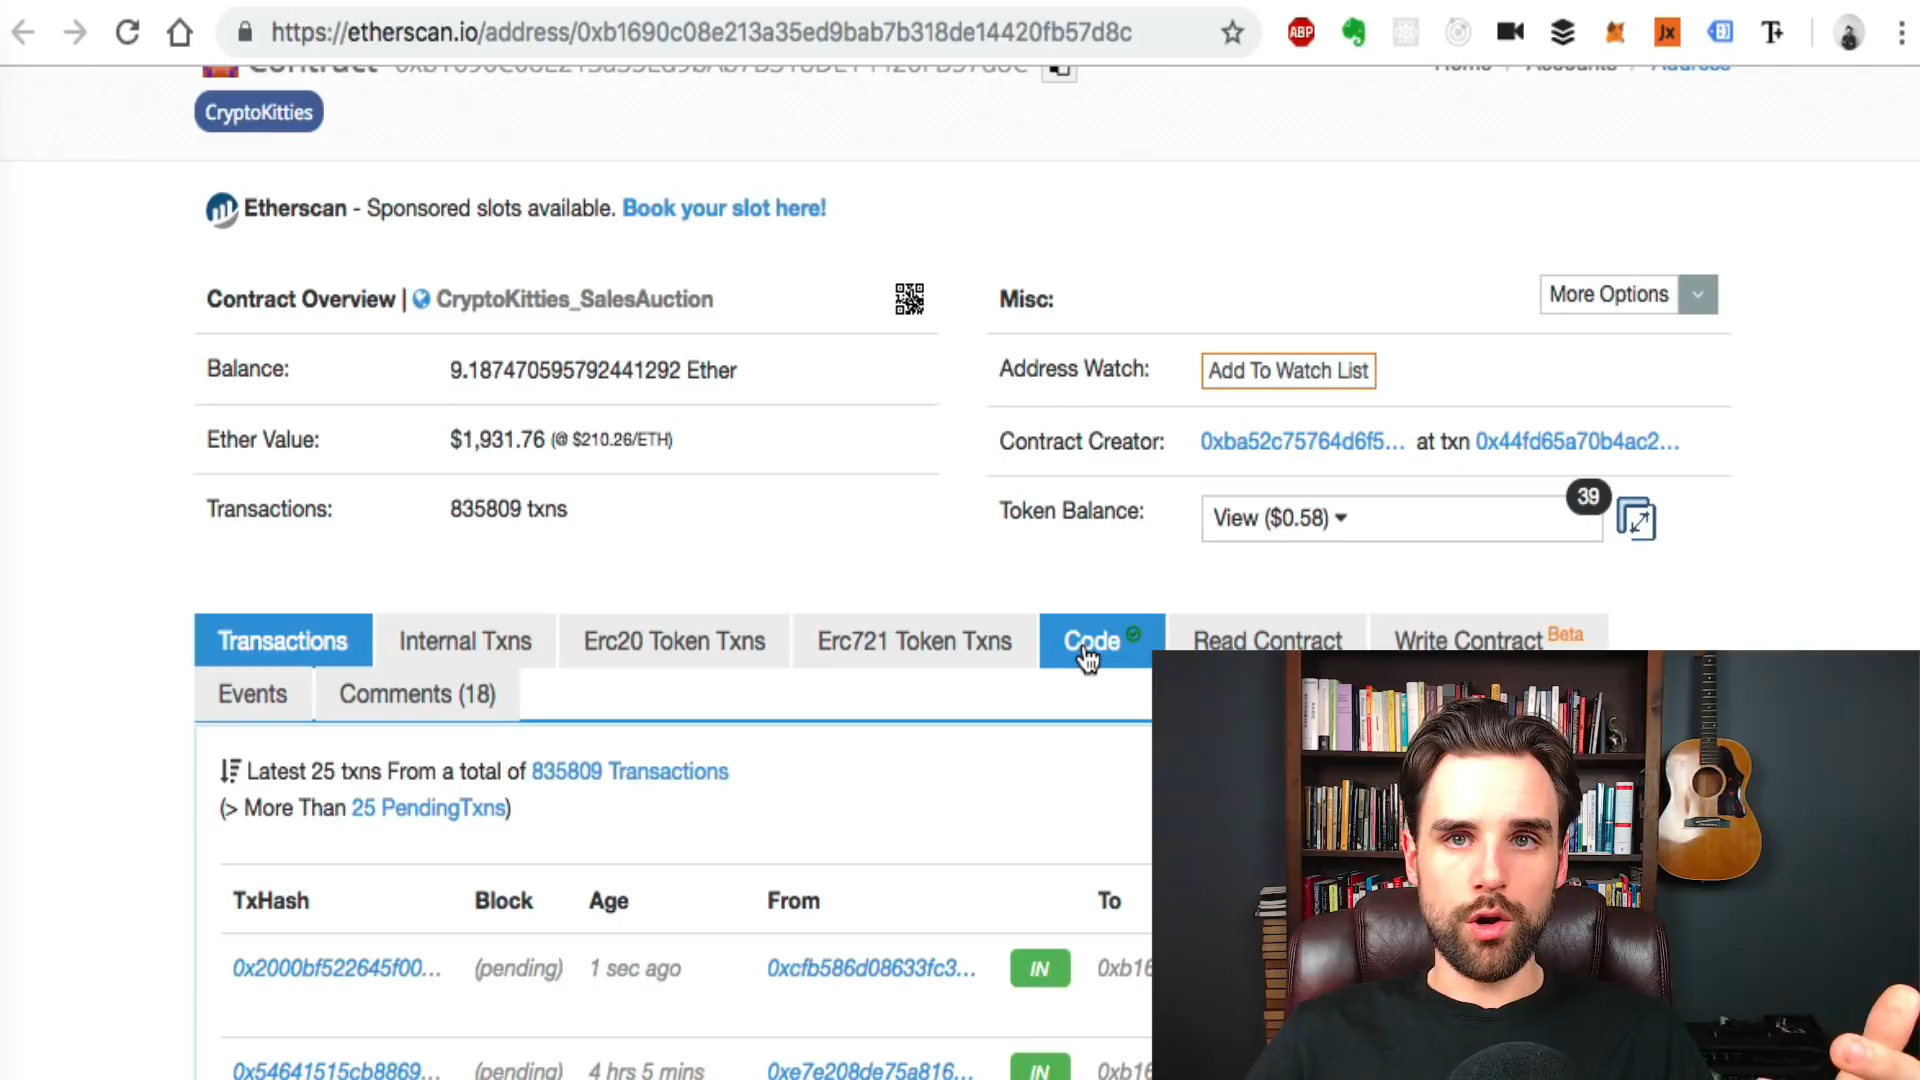 https://etherscan.io/address/0xb1690c08e213a35ed9bab7b318de14420fb57d8c
ABP
Jx
CryptoKitties
Etherscan - Sponsored slots available. Book your slot here!
Contract Overview | CryptoKitties_SalesAuction
Balance: 9.187470595792441292 Ether
Ether Value: $1,931.76 (@ $210.26/ETH)
Transactions: 835809 txns
Misc:
More Options
Address Watch: Add To Watch List
Contract Creator: 0xba52c75764d6f5... at txn 0x44fd65a70b4ac2...
Token Balance: View ($0.58)
39
Transactions Internal Txns Erc20 Token Txns Erc721 Token Txns Code Read Contract Write Contract Beta
Events Comments (18)
Latest 25 txns From a total of 835809 Transactions
(> More Than 25 PendingTxns)
TxHash Block Age From To
0x2000bf522645f00... (pending) 1 sec ago 0xcfb586d08633fc3... IN 0xb16
0x54641515cb8869... (pending) 4 hrs 5 mins 0xe7e208de75a816... IN 0xb16